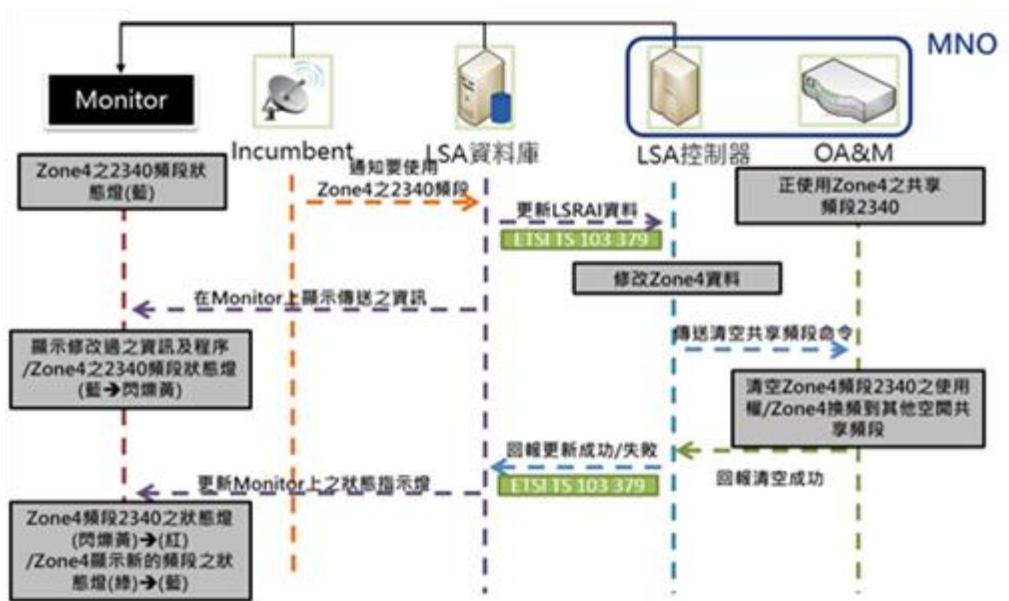 MNO
Monitor
Incumbent
LSA資料庫
LSA控制器
OA&M
Zone4之2340頻段狀
態燈(藍)
通知要使用
Zone4之2340頻段
正使用Zone4之共享
頻段2340
更新LSRAI資料
ETSI TS 103 379
修改Zone4資料
在Monitor上顯示傳送之資訊
傳送清空共享頻段命令
顯示修改過之資訊及程序
/Zone4之2340頻段狀態燈
(藍➔閃爍黃)
清空Zone4頻段2340之使用
權/Zone4換頻到其他空閒共
享頻段
回報更新成功/失敗
ETSI TS 103 379
回報清空成功
更新Monitor上之狀態指示燈
Zone4頻段2340之狀態燈
(閃爍黃)➔(紅)
/Zone4顯示新的頻段之狀
態燈(綠)➔(藍)